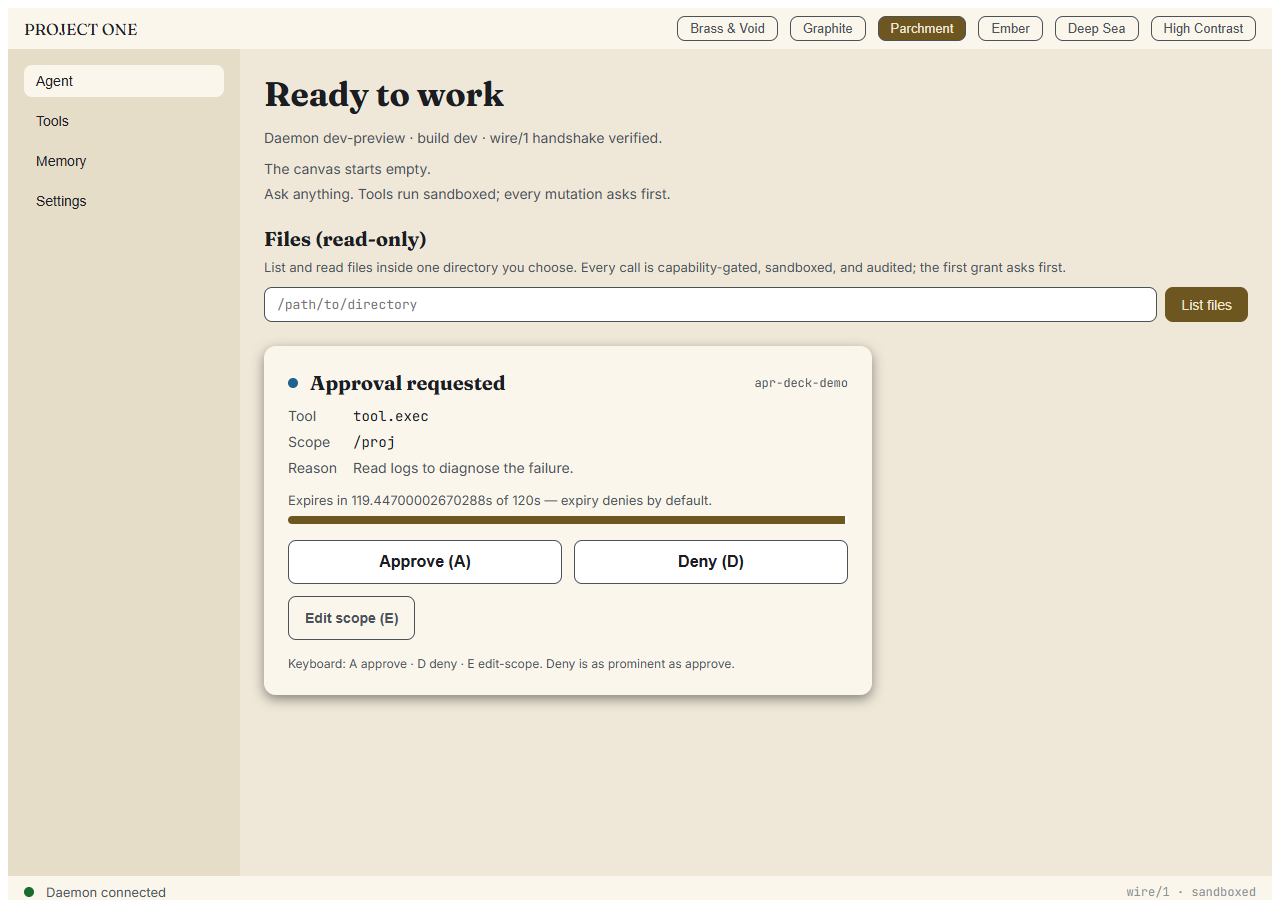 PROJECT ONE
Brass & Void
Graphite
Parchment
Ember
Deep Sea
High Contrast
Agent
Tools
Memory
Settings
Ready to work
Daemon dev-preview · build dev · wire/1 handshake verified.
The canvas starts empty.
Ask anything. Tools run sandboxed; every mutation asks first.
Files (read-only)
List and read files inside one directory you choose. Every call is capability-gated, sandboxed, and audited; the first grant asks first.
/path/to/directory
List files
Approval requested
apr-deck-demo
Tool tool.exec
Scope /proj
Reason Read logs to diagnose the failure.
Expires in 119.44700002670288s of 120s — expiry denies by default.
Approve (A)
Deny (D)
Edit scope (E)
Keyboard: A approve · D deny · E edit-scope. Deny is as prominent as approve.
Daemon connected
wire/1 · sandboxed